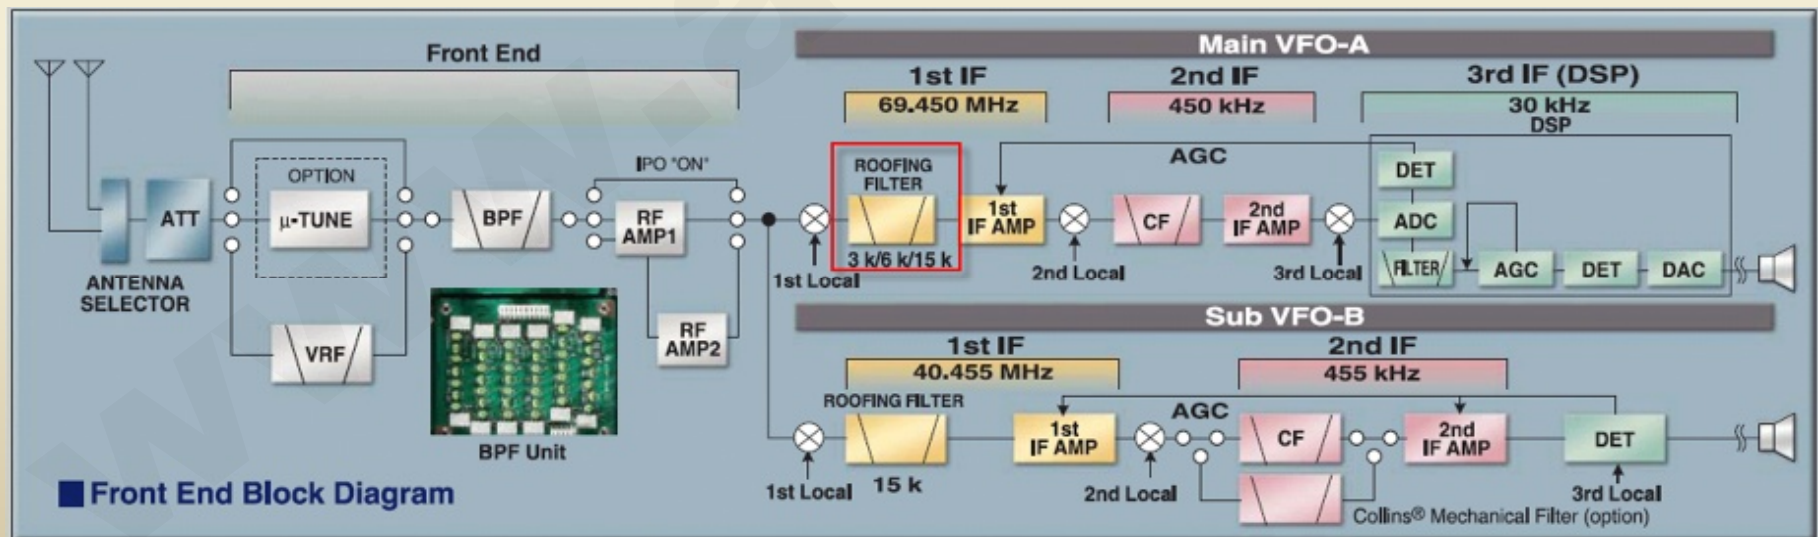 Front End
Main VFO-A
1st IF
2nd IF
3rd IF (DSP)
69.450 MHz
450 kHz
30 kHz
DSP
OPTION
IPO "ON"
ROOFING
FILTER
AGC
DET
ATT
µ-TUNE
BPF
RF
AMP1
1st
IF AMP
CF
2nd
IF AMP
ADC
3 k/6 k/15 k
FILTER
AGC
DET
DAC
1st Local
2nd Local
3rd Local
ANTENNA
SELECTOR
VRF
RF
AMP2
BPF Unit
Sub VFO-B
1st IF
2nd IF
40.455 MHz
455 kHz
ROOFING FILTER
AGC
1st
IF AMP
CF
2nd
IF AMP
DET
15 k
1st Local
2nd Local
3rd Local
Collins® Mechanical Filter (option)
Front End Block Diagram